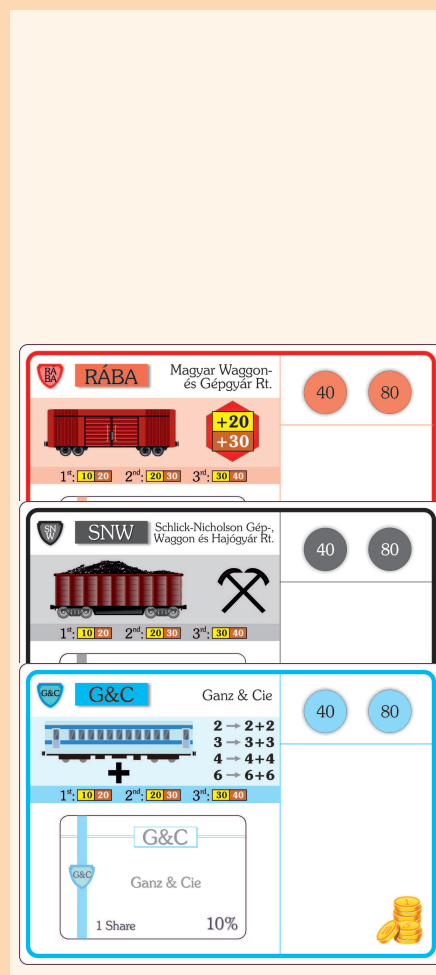 RÁ
BA
RÁBA
Magyar Waggon-
és Gépgyár Rt.
40 80
+20
+30
1st: 10 20 2nd: 20 30 3rd: 30 40
SN
W
SNW
Schlick-Nicholson Gép-,
Waggon és Hajógyár Rt.
40 80
1st: 10 20 2nd: 20 30 3rd: 30 40
G&C
G&C
Ganz & Cie
40 80
2 → 2+2
3 → 3+3
4 → 4+4
6 → 6+6
+
1st: 10 20 2nd: 20 30 3rd: 30 40
G&C
G&C
Ganz & Cie
1 Share 10%